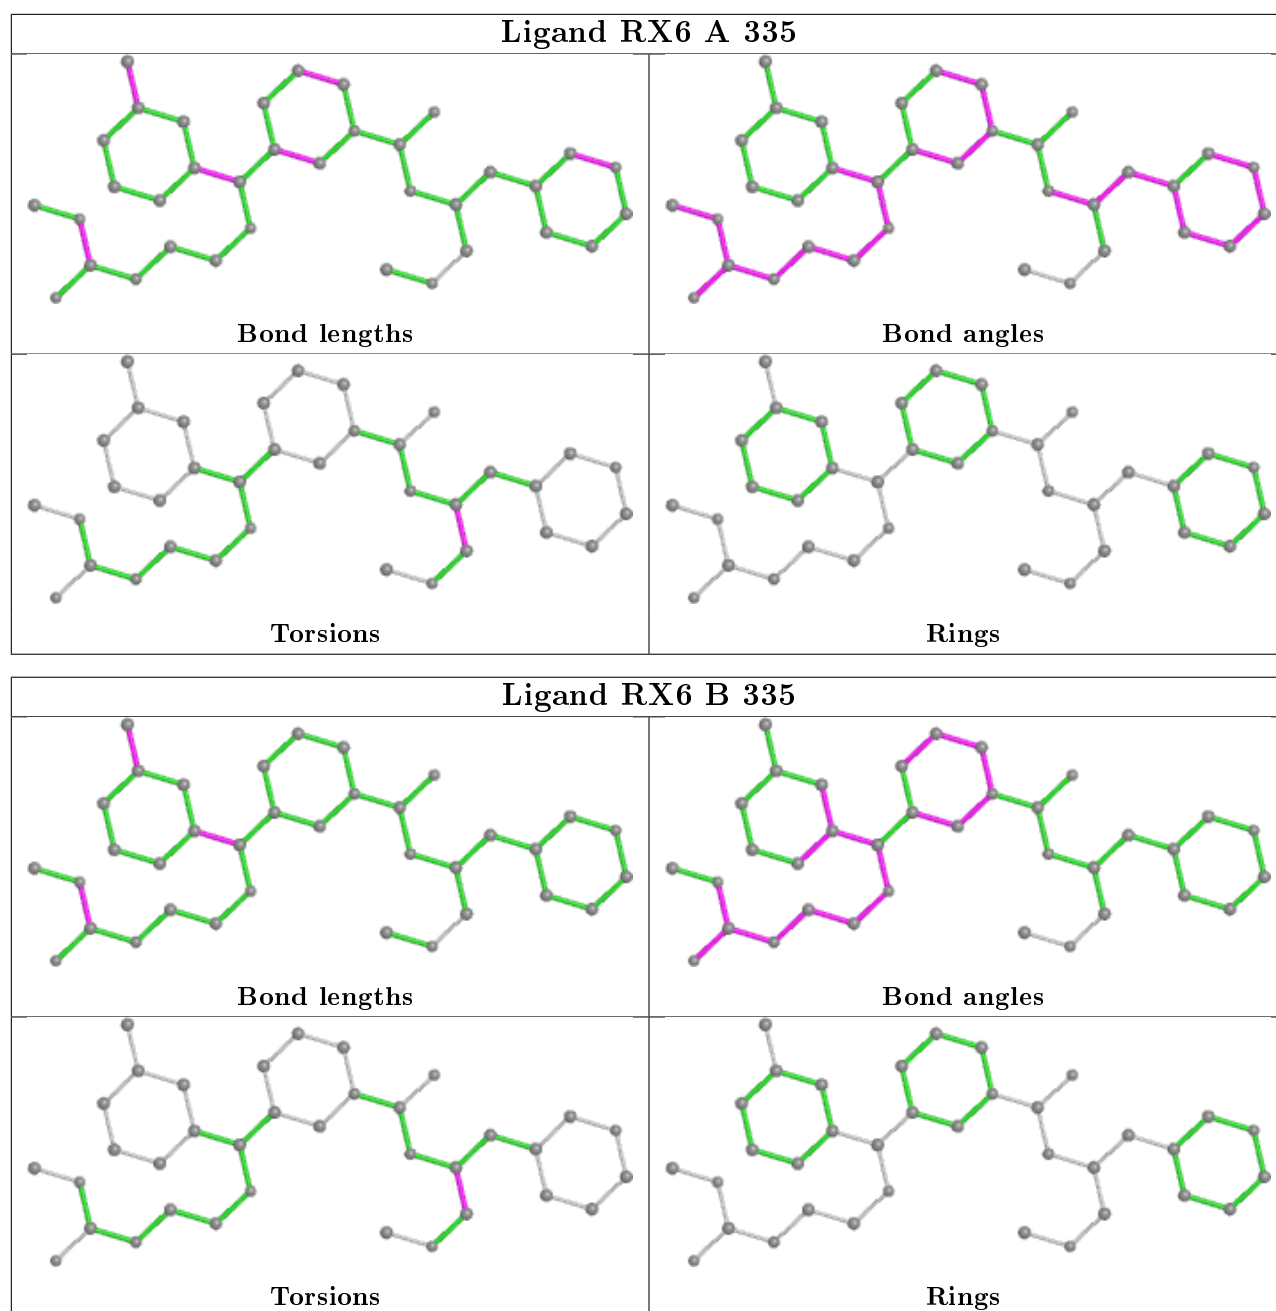 Ligand RX6 A 335
Bond lengths
Bond angles
Torsions
Rings
Ligand RX6 B 335
Bond lengths
Bond angles
Torsions
Rings